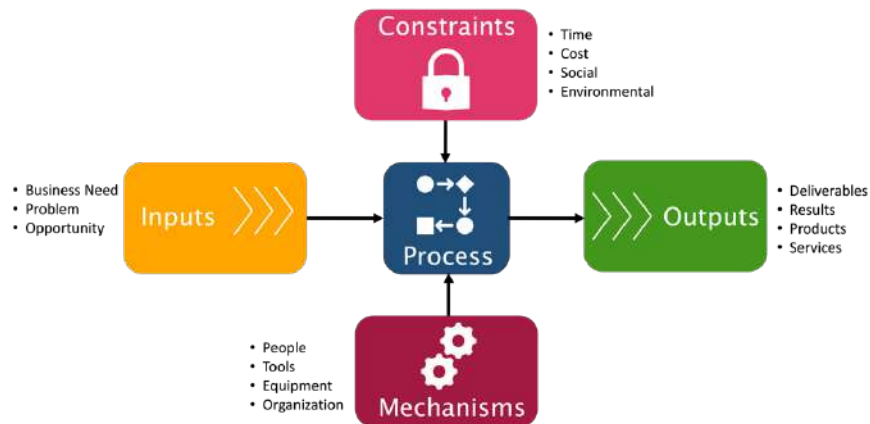 Constraints
• Time
• Cost
• Social
• Environmental
• Business Need
• Problem
• Opportunity
Inputs
Process
Outputs
• Deliverables
• Results
• Products
• Services
• People
• Tools
• Equipment
• Organization
Mechanisms